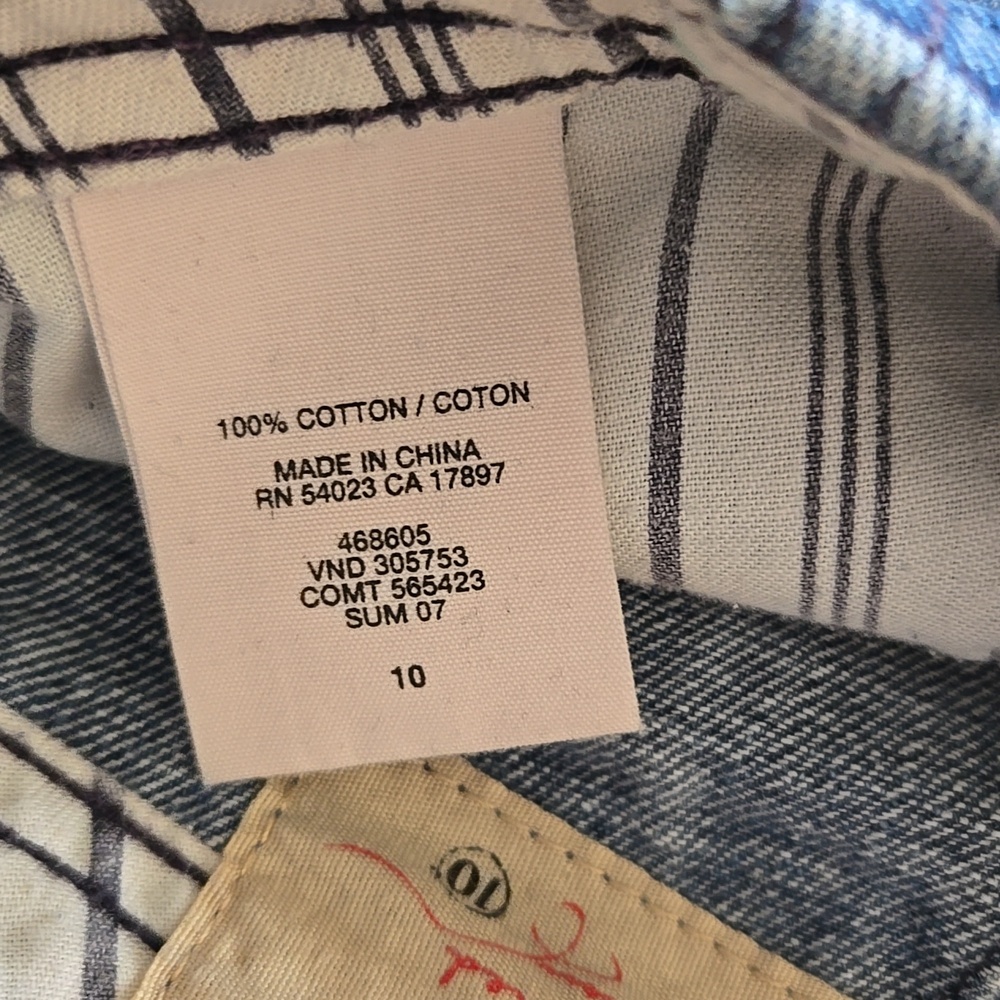 100% COTTON / COTON
MADE IN CHINA
RN 54023 CA 17897
468605
VND 305753
COMT 565423
SUM 07
10
10